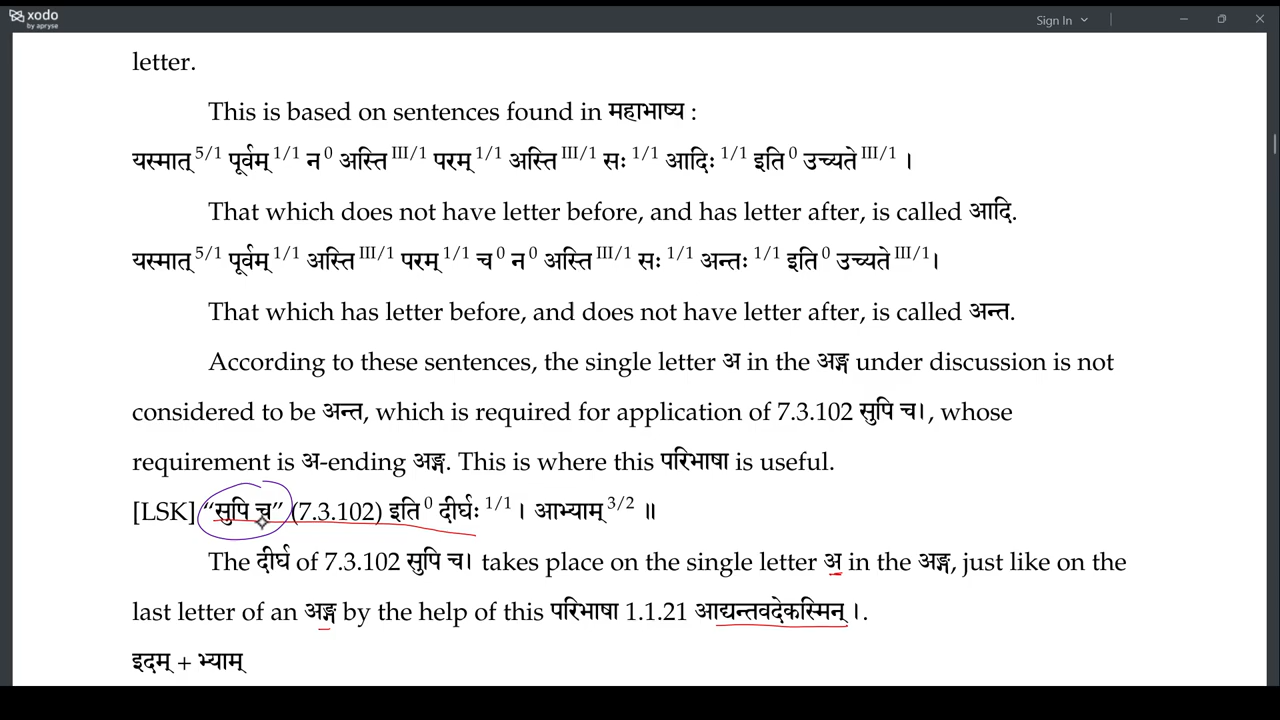 xodo
by apryse
Sign In
letter.
This is based on sentences found in महाभाष्य :
यस्मात् 5/1 पूर्वम् 1/1 न 0 अस्ति III/1 परम् 1/1 अस्ति III/1 सः 1/1 आदिः 1/1 इति 0 उच्यते III/1 ।
That which does not have letter before, and has letter after, is called आदि.
यस्मात् 5/1 पूर्वम् 1/1 अस्ति III/1 परम् 1/1 च 0 न 0 अस्ति III/1 सः 1/1 अन्तः 1/1 इति 0 उच्यते III/1।
That which has letter before, and does not have letter after, is called अन्त.
According to these sentences, the single letter अ in the अङ्ग under discussion is not
considered to be अन्त, which is required for application of 7.3.102 सुपि च।, whose
requirement is अ-ending अङ्ग. This is where this परिभाषा is useful.
[LSK] “सुपि च” (7.3.102) इति 0 दीर्घः 1/1 । आभ्याम् 3/2 ॥
The दीर्घ of 7.3.102 सुपि च। takes place on the single letter अ in the अङ्ग, just like on the
last letter of an अङ्ग by the help of this परिभाषा 1.1.21 आद्यन्तवदेकस्मिन् ।.
इदम् + भ्याम्